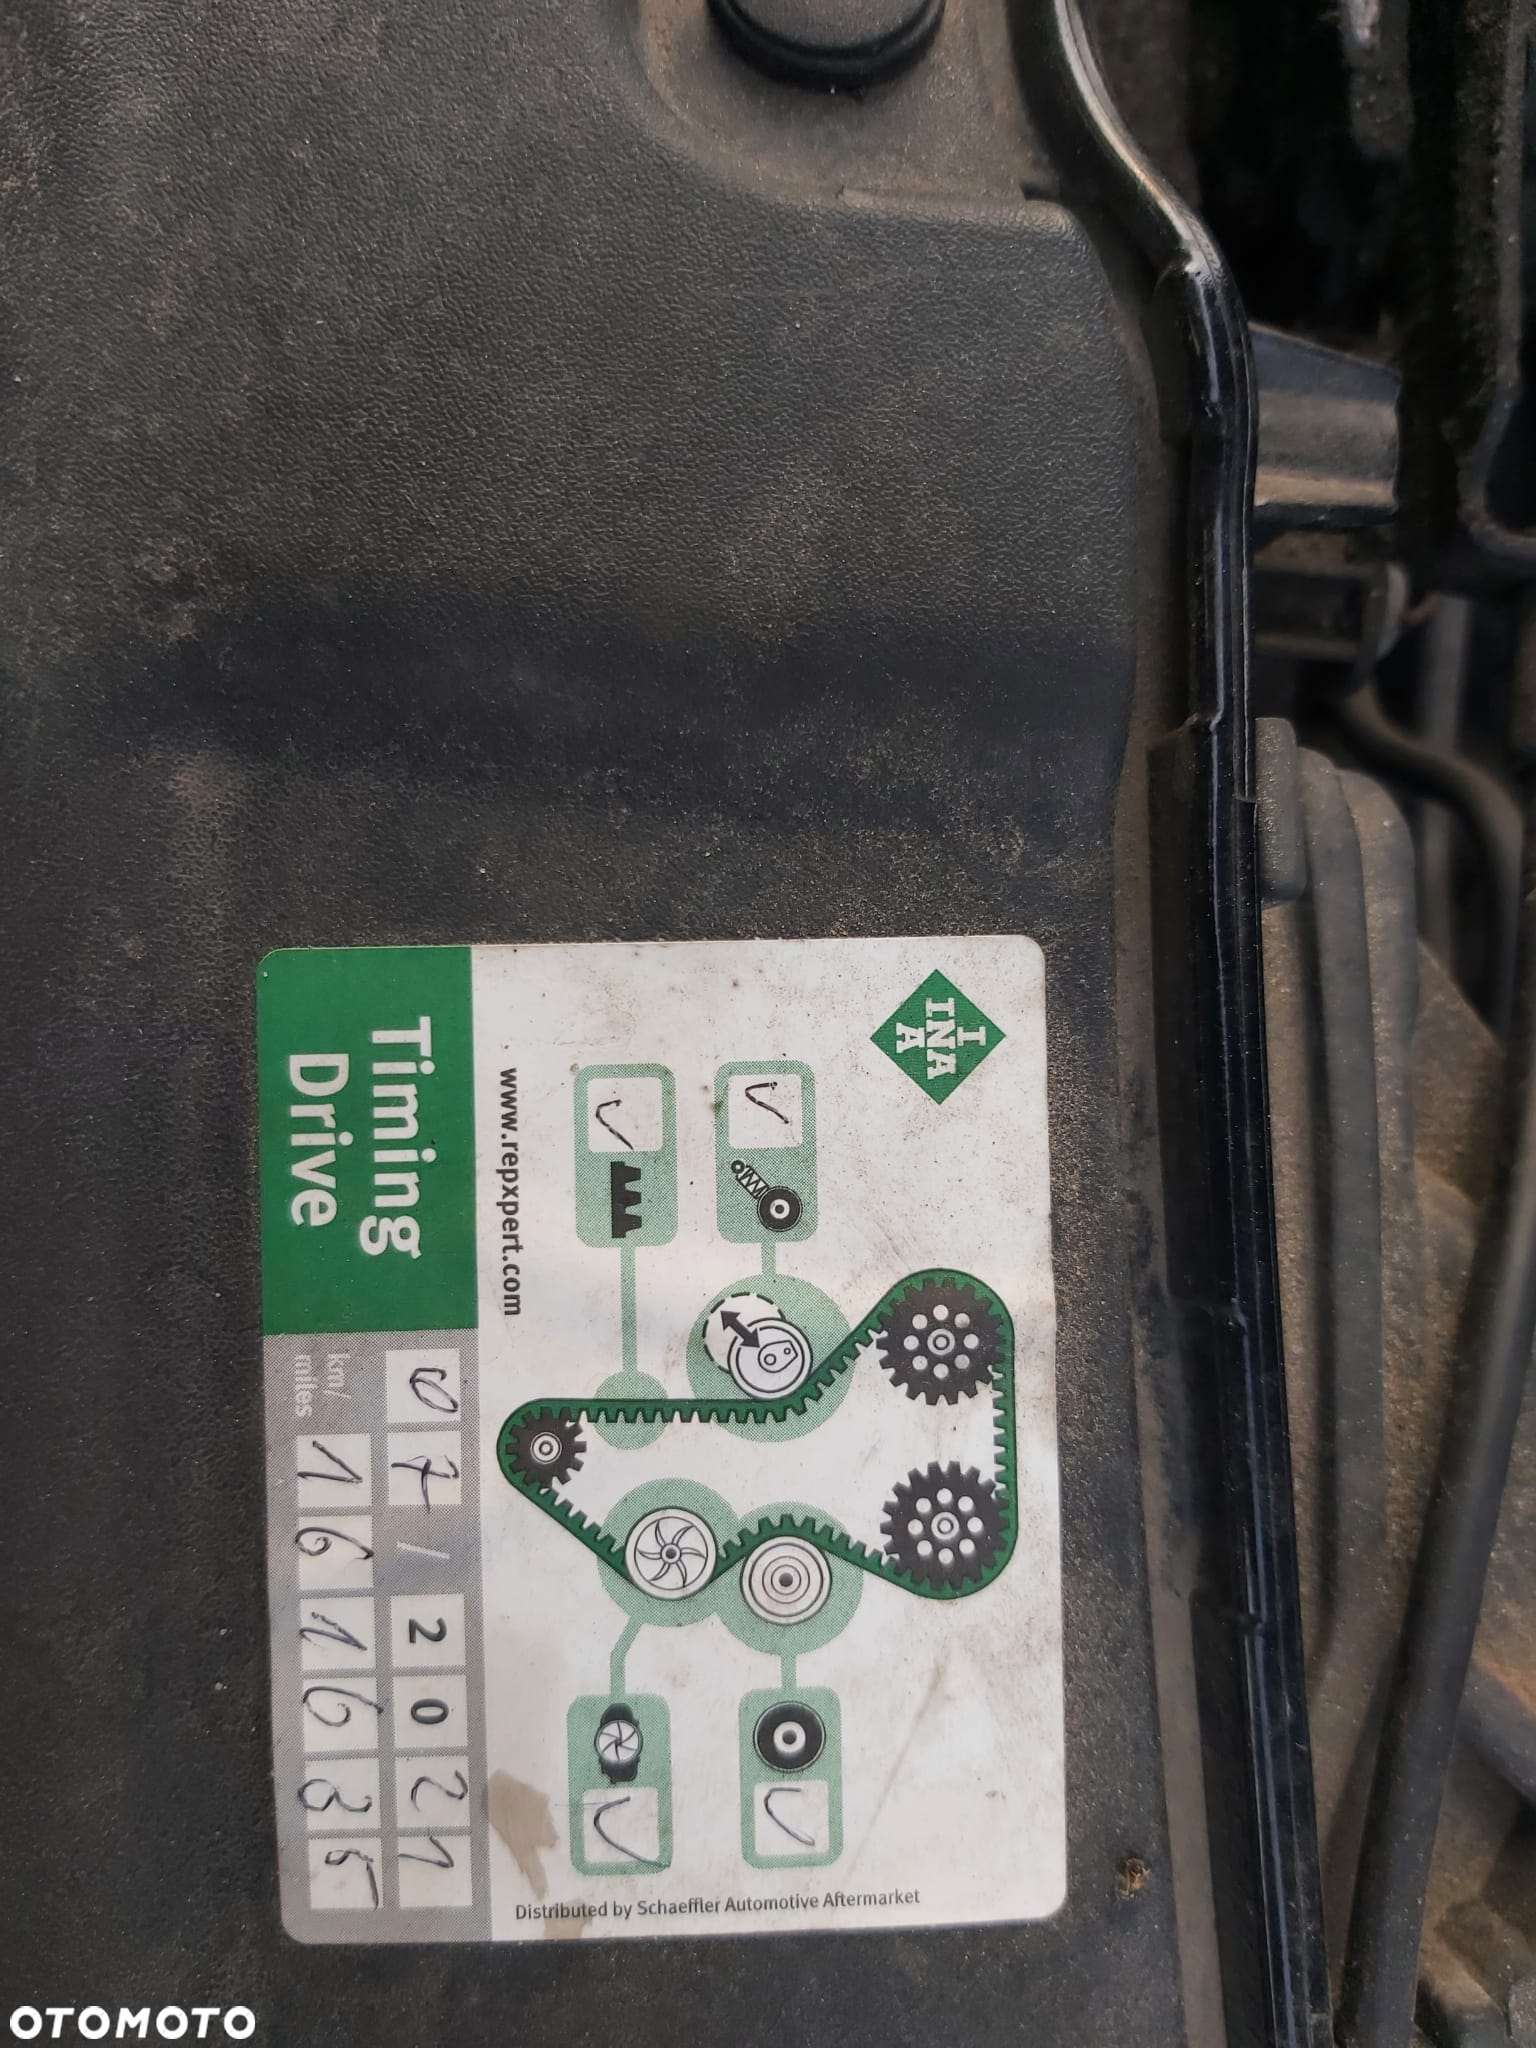 I
INA
A
www.repxpert.com
Timing
Drive
07/2021
km/
miles
161635
Distributed by Schaeffler Automotive Aftermarket
OTOMOTO